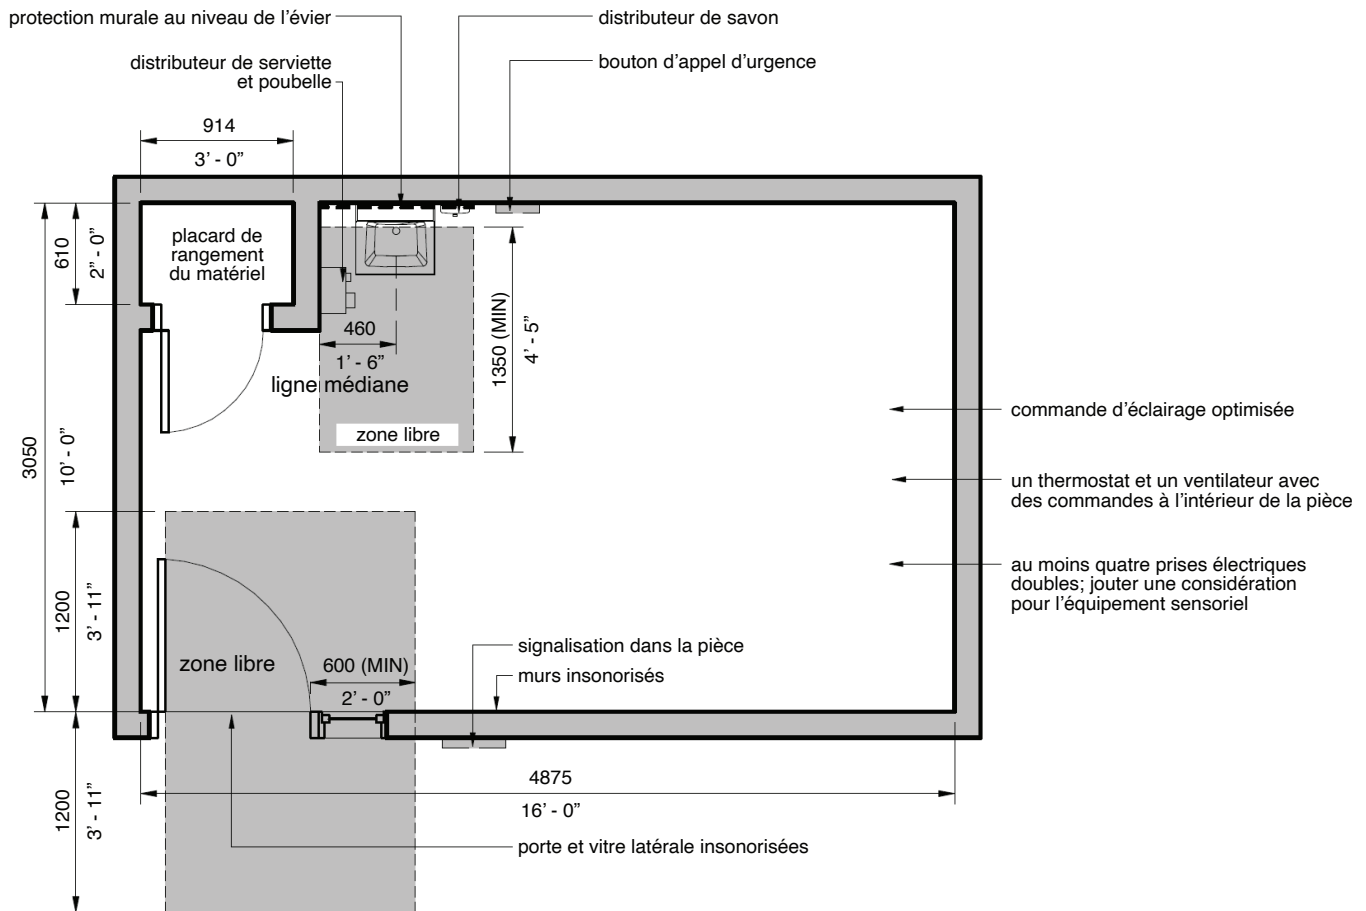 protection murale au niveau de l’évier
distributeur de savon
distributeur de serviette
et poubelle
bouton d’appel d’urgence
914
3’ - 0”
610
2” - 0”
placard de
rangement
du matériel
460
1’ - 6”
ligne médiane
1350 (MIN)
4’ - 5”
zone libre
3050
10’ - 0”
commande d’éclairage optimisée
un thermostat et un ventilateur avec
des commandes à l’intérieur de la pièce
au moins quatre prises électriques
doubles; jouter une considération
pour l’équipement sensoriel
1200
3’ - 11”
zone libre
600 (MIN)
2’ - 0”
signalisation dans la pièce
murs insonorisés
1200
3’ - 11”
4875
16’ - 0”
porte et vitre latérale insonorisées